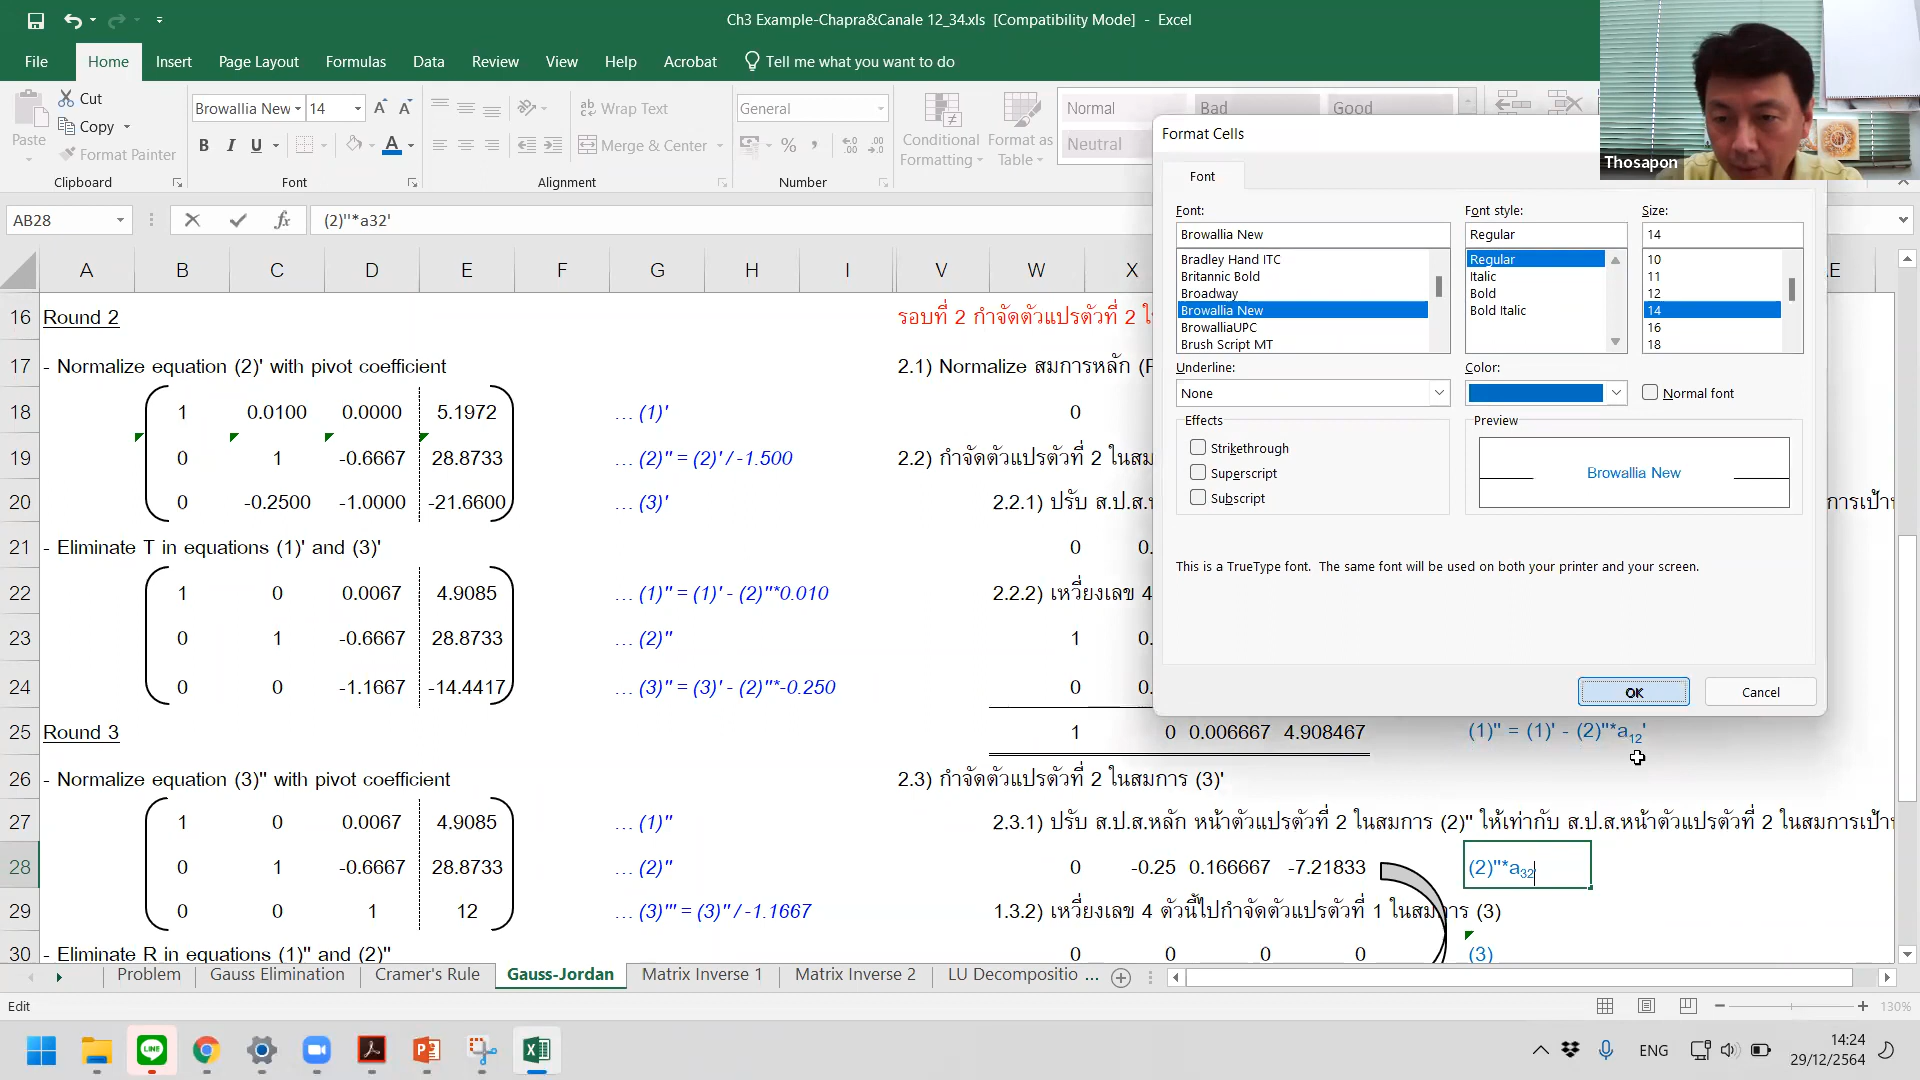 Ch3 Example-Chapra&Canale 12_34.xls [Compatibility Mode] - Excel
File Home Insert Page Layout Formulas Data Review View Help Acrobat Tell me what you want to do
Paste Cut Browallia New 14 Wrap Text General Conditional Formatting Format as Table Normal Bad Good
Copy
Format Painter B I U A Merge & Center % Neutral
Clipboard Font Alignment Number
Thosapon
AB28 fx (2)''*a32'
A B C D E F G H I V W X E
16 Round 2 รอบที่ 2 กำจัดตัวแปรตัวที่ 2
17 - Normalize equation (2)' with pivot coefficient 2.1) Normalize สมการหลัก
18 1 0.0100 0.0000 5.1972 … (1)' 0
19 0 1 -0.6667 28.8733 … (2)'' = (2)' / -1.500 2.2) กำจัดตัวแปรตัวที่ 2
20 0 -0.2500 -1.0000 -21.6600 … (3)' 2.2.1) ปรับ
21 - Eliminate T in equations (1)' and (3)' 0 0.
22 1 0 0.0067 4.9085 … (1)'' = (1)' - (2)''*0.010 2.2.2) เหวี่ยงเลข 4
23 0 1 -0.6667 28.8733 … (2)'' 1 0.
24 0 0 -1.1667 -14.4417 … (3)'' = (3)' - (2)''*-0.250 0 0.
25 Round 3 1 0 0.006667 4.908467 (1)'' = (1)' - (2)''*a12'
26 - Normalize equation (3)'' with pivot coefficient 2.3) กำจัดตัวแปรตัวที่ 2 ในสมการ (3)'
27 1 0 0.0067 4.9085 … (1)'' 2.3.1) ปรับ ส.ป.ส.หลัก หน้าตัวแปรตัวที่ 2 ในสมการ (2)'' ให้เท่ากับ ส.ป.ส.หน้าตัวแปรตัวที่ 2
28 0 1 -0.6667 28.8733 … (2)'' 0 -0.25 0.166667 -7.21833 (2)''*a32'
29 0 0 1 12 … (3)''' = (3)'' / -1.1667 1.3.2) เหวี่ยงเลข 4 ตัวนี้ไปกำจัดตัวแปรตัวที่ 1 ในสมการ (3)
30 - Eliminate R in equations (1)'' and (2)'' 0 0 0 0 (3)
Format Cells
Font
Font: Font style: Size:
Browallia New Regular 14
Bradley Hand ITC Regular 10
Britannic Bold Italic 11
Broadway Bold 12
Browallia New Bold Italic 14
BrowalliaUPC 16
Brush Script MT 18
Underline: Color:
None Normal font
Effects Preview
Strikethrough
Superscript Browallia New
Subscript
This is a TrueType font. The same font will be used on both your printer and your screen.
OK Cancel
Problem Gauss Elimination Cramer's Rule Gauss-Jordan Matrix Inverse 1 Matrix Inverse 2 LU Decompositio ...
Edit 130%
LINE ENG 14:24
29/12/2564